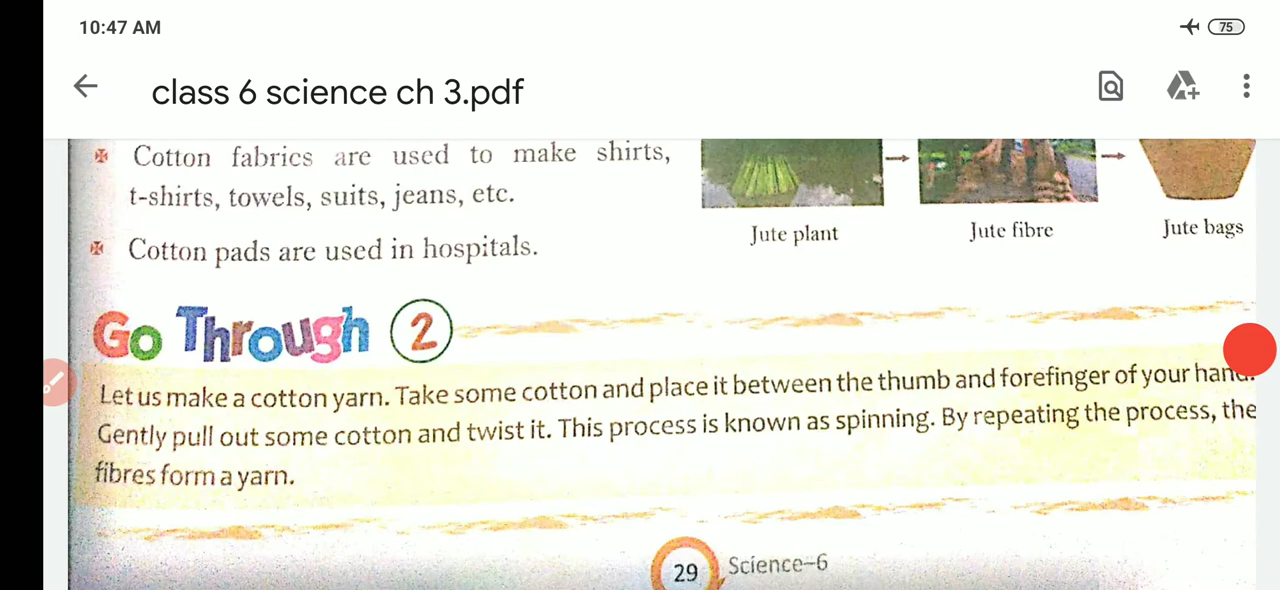 10:47 AM
75
class 6 science ch 3.pdf
Cotton fabrics are used to make shirts,
t-shirts, towels, suits, jeans, etc.
Cotton pads are used in hospitals.
Jute plant
Jute fibre
Jute bags
Go Through 2
Let us make a cotton yarn. Take some cotton and place it between the thumb and forefinger of your hand.
Gently pull out some cotton and twist it. This process is known as spinning. By repeating the process, the
fibres form a yarn.
29 Science-6